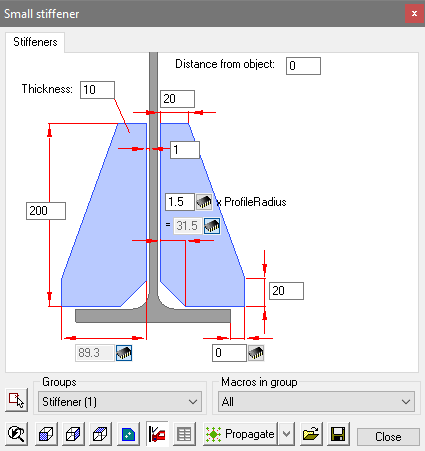 Small stiffener
x
Stiffeners
Distance from object: 0
Thickness: 10
20
1
200
1.5 x ProfileRadius
= 31.5
20
89.3
0
Groups
Macros in group
Stiffener (1)
All
Propagate
Close